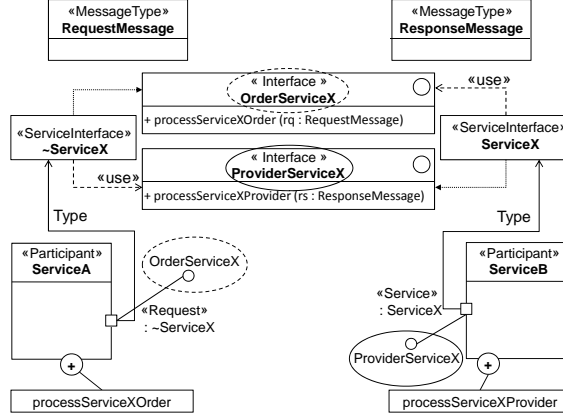 «MessageType»
RequestMessage
«MessageType»
ResponseMessage
« Interface »
OrderServiceX
+ processServiceXOrder (rq : RequestMessage)
«use»
«ServiceInterface»
~ServiceX
«ServiceInterface»
ServiceX
« Interface »
ProviderServiceX
+ processServiceXProvider (rs : ResponseMessage)
«use»
Type
Type
«Participant»
ServiceA
OrderServiceX
«Request»
: ~ServiceX
«Participant»
ServiceB
«Service»
: ServiceX
ProviderServiceX
+
+
processServiceXOrder
processServiceXProvider